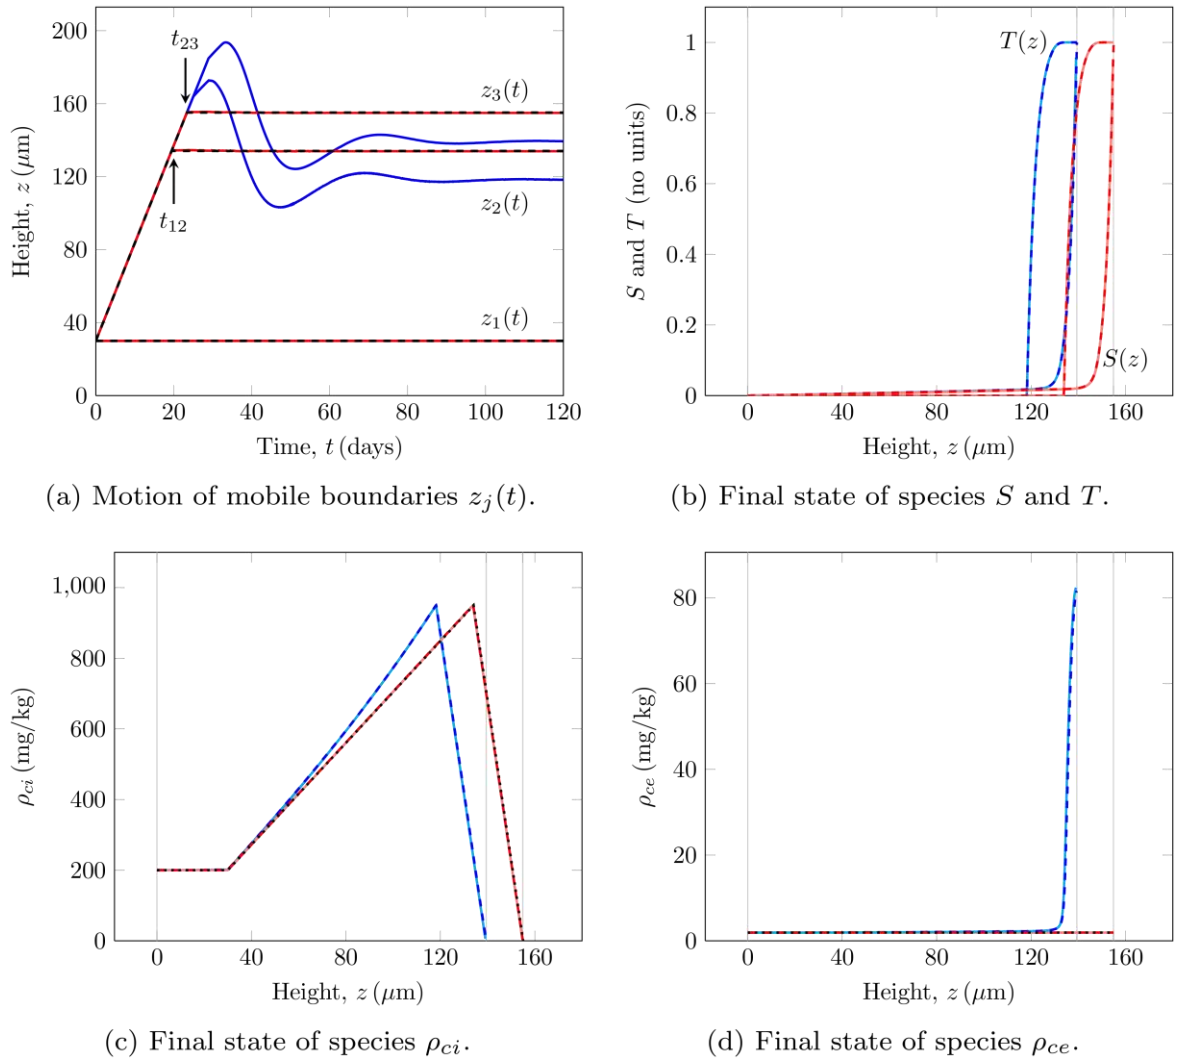 200
160
120
80
40
0
Height, z (μm)
t₂₃
t₁₂
z₃(t)
z₂(t)
z₁(t)
0 20 40 60 80 100 120
Time, t (days)
(a) Motion of mobile boundaries zⱼ(t).
1
0.8
0.6
0.4
0.2
0
S and T (no units)
T(z)
S(z)
0 40 80 120 160
Height, z (μm)
(b) Final state of species S and T.
1,000
800
600
400
200
0
ρci (mg/kg)
0 40 80 120 160
Height, z (μm)
(c) Final state of species ρci.
80
60
40
20
0
ρce (mg/kg)
0 40 80 120 160
Height, z (μm)
(d) Final state of species ρce.